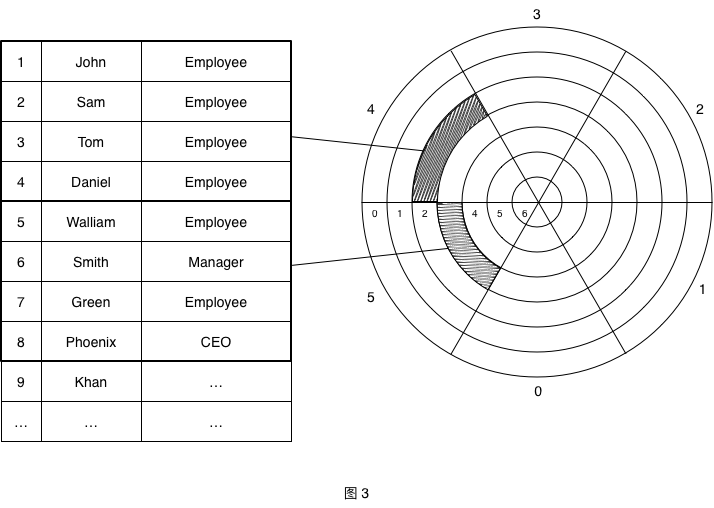 1 John Employee
2 Sam Employee
3 Tom Employee
4 Daniel Employee
5 Walliam Employee
6 Smith Manager
7 Green Employee
8 Phoenix CEO
9 Khan …
… … …
3
4
2
0 1 2 4 5 6
5
1
0
图 3